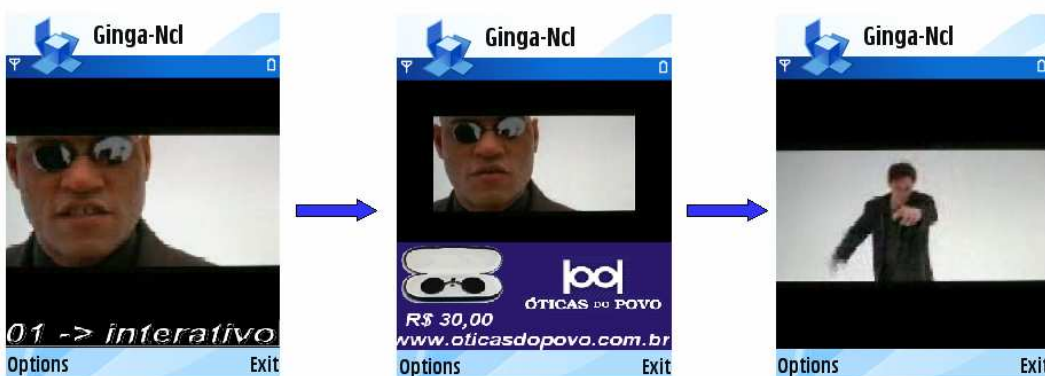 Ginga-Ncl
01 -> interativo
Options Exit
Ginga-Ncl
ÓTICAS DO POVO
R$ 30,00
www.oticasdopovo.com.br
Options Exit
Ginga-Ncl
Options Exit